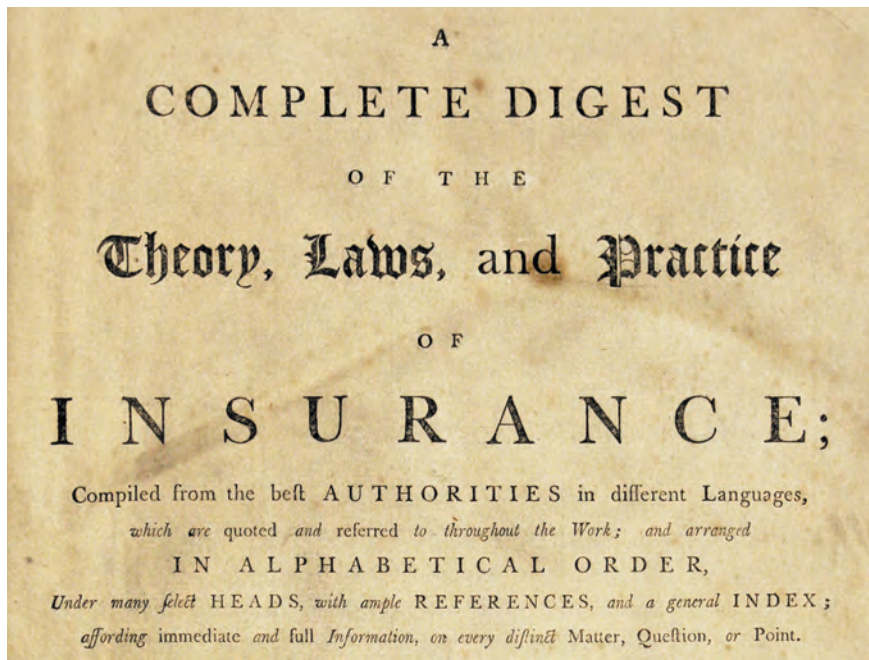 A
COMPLETE DIGEST
OF THE
Theory, Laws, and Practice
OF
INSURANCE;
Compiled from the beſt AUTHORITIES in different Languages,
which are quoted and referred to throughout the Work; and arranged
IN ALPHABETICAL ORDER,
Under many ſelect HEADS, with ample REFERENCES, and a general INDEX;
affording immediate and full Information, on every diſtinct Matter, Queſtion, or Point.